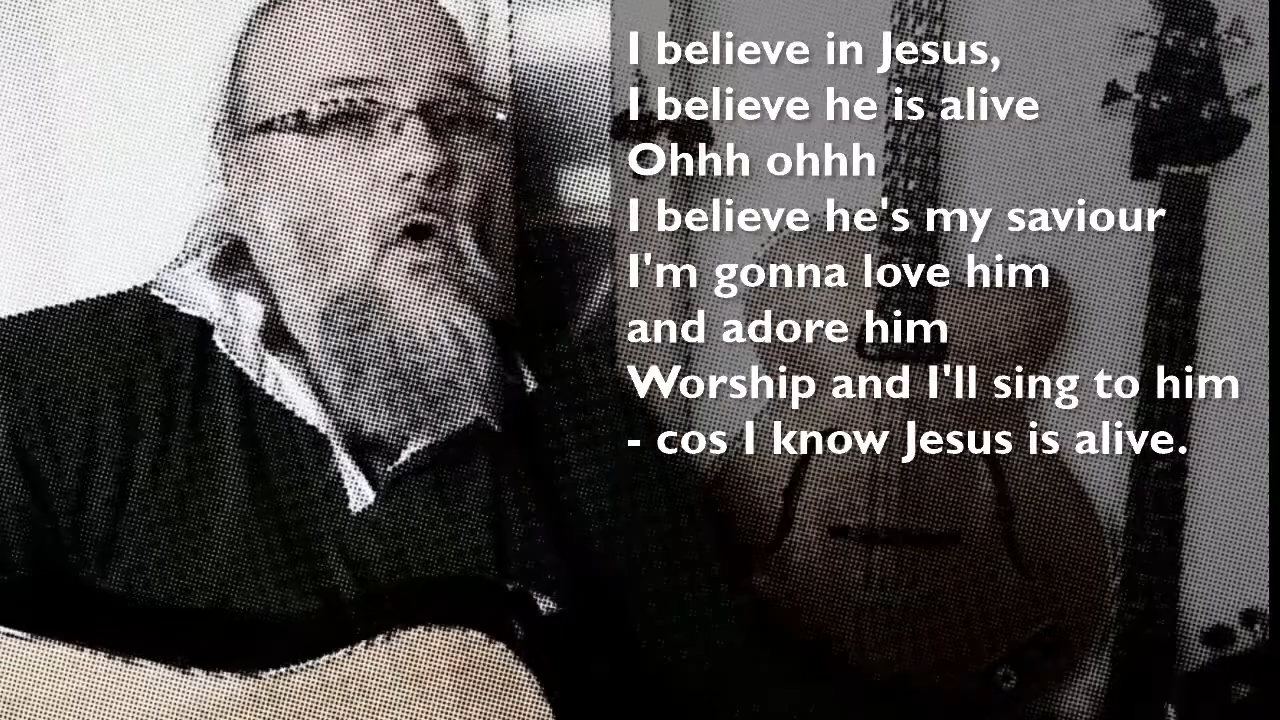 I believe in Jesus,
I believe he is alive
Ohhh ohhh
I believe he's my saviour
I'm gonna love him
and adore him
Worship and I'll sing to him
- cos I know Jesus is alive.